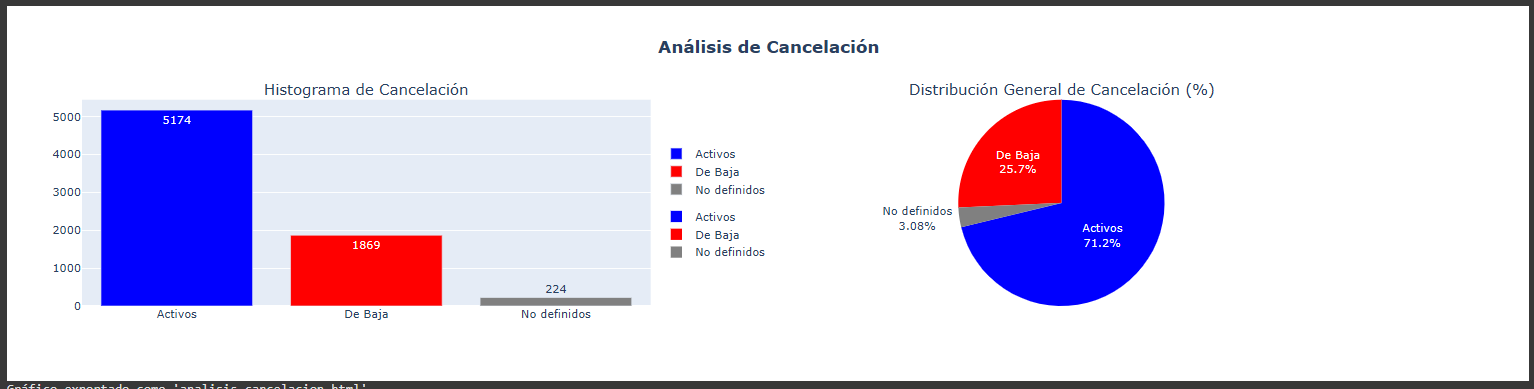 Análisis de Cancelación
Histograma de Cancelación
5000
4000
3000
2000
1000
0
5174
1869
224
Activos
De Baja
No definidos
Activos
De Baja
No definidos
Activos
De Baja
No definidos
Distribución General de Cancelación (%)
De Baja
25.7%
No definidos
3.08%
Activos
71.2%
Gráfico exportado como 'analisis_cancelacion.html'